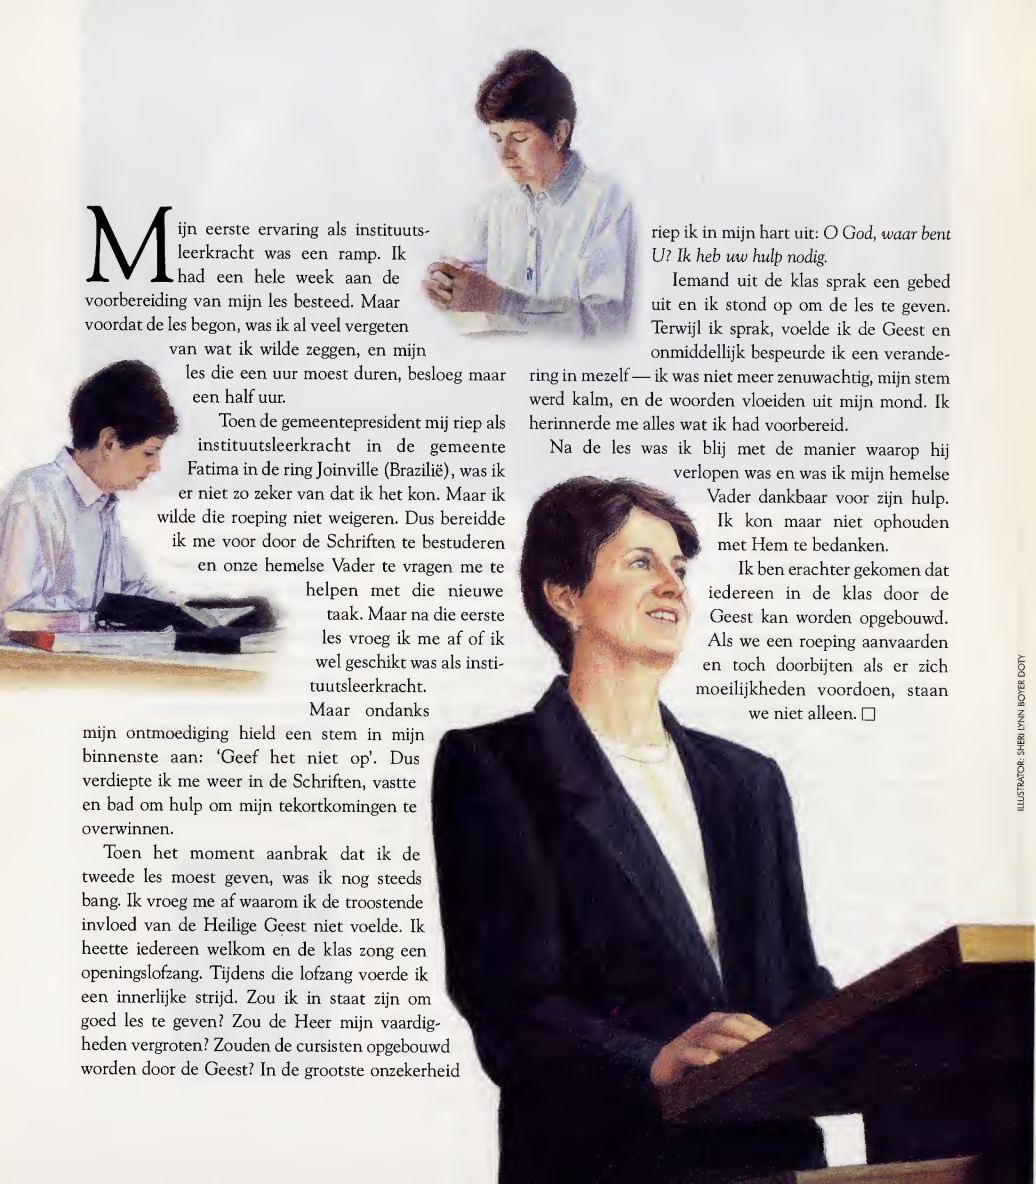 Mijn eerste ervaring als instituuts-
leerkracht was een ramp. Ik
had een hele week aan de
voorbereiding van mijn les besteed. Maar
voordat de les begon, was ik al veel vergeten
van wat ik wilde zeggen, en mijn
les die een uur moest duren, besloeg maar
een half uur.
Toen de gemeentepresident mij riep als
instituutsleerkracht in de gemeente
Fatima in de ring Joinville (Brazilië), was ik
er niet zo zeker van dat ik het kon. Maar ik
wilde die roeping niet weigeren. Dus bereidde
ik me voor door de Schriften te bestuderen
en onze hemelse Vader te vragen me te
helpen met die nieuwe
taak. Maar na die eerste
les vroeg ik me af of ik
wel geschikt was als insti-
tuutsleerkracht.
Maar ondanks
mijn ontmoediging hield een stem in mijn
binnenste aan: ‘Geef het niet op’. Dus
verdiepte ik me weer in de Schriften, vastte
en bad om hulp om mijn tekortkomingen te
overwinnen.
Toen het moment aanbrak dat ik de
tweede les moest geven, was ik nog steeds
bang. Ik vroeg me af waarom ik de troostende
invloed van de Heilige Geest niet voelde. Ik
heette iedereen welkom en de klas zong een
openingslofzang. Tijdens die lofzang voerde ik
een innerlijke strijd. Zou ik in staat zijn om
goed les te geven? Zou de Heer mijn vaardig-
heden vergroten? Zouden de cursisten opgebouwd
worden door de Geest? In de grootste onzekerheid
riep ik in mijn hart uit: O God, waar bent
U? Ik heb uw hulp nodig.
Iemand uit de klas sprak een gebed
uit en ik stond op om de les te geven.
Terwijl ik sprak, voelde ik de Geest en
onmiddellijk bespeurde ik een verande-
ring in mezelf — ik was niet meer zenuwachtig, mijn stem
werd kalm, en de woorden vloeiden uit mijn mond. Ik
herinnerde me alles wat ik had voorbereid.
Na de les was ik blij met de manier waarop hij
verlopen was en was ik mijn hemelse
Vader dankbaar voor zijn hulp.
Ik kon maar niet ophouden
met Hem te bedanken.
Ik ben erachter gekomen dat
iedereen in de klas door de
Geest kan worden opgebouwd.
Als we een roeping aanvaarden
en toch doorbijten als er zich
moeilijkheden voordoen, staan
we niet alleen. □
ILLUSTRATOR: SHERI LYNN BOYER DOTY